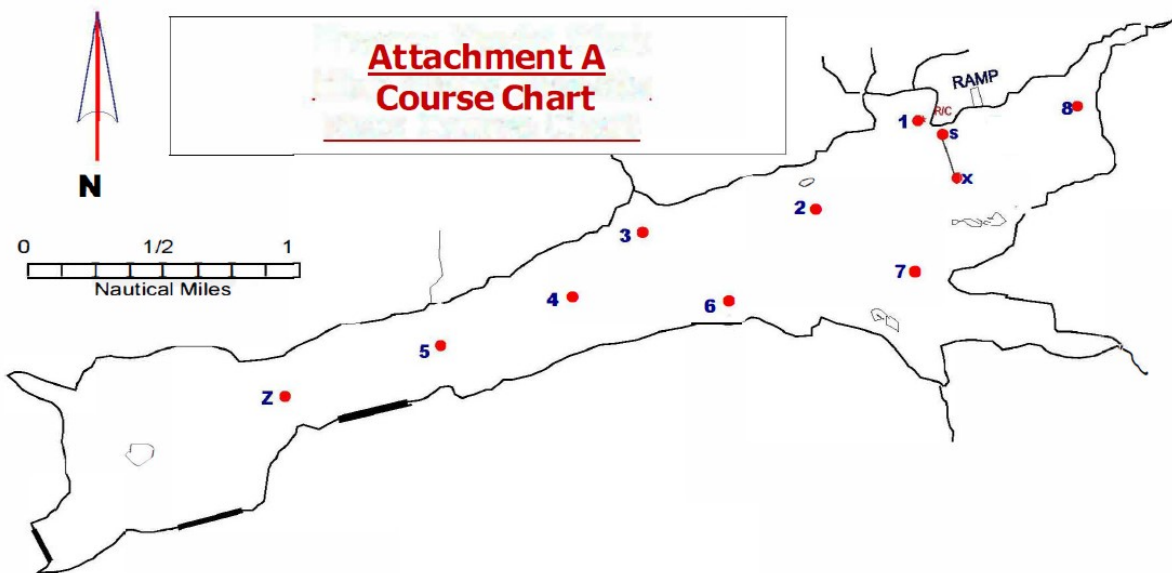 Attachment A
Course Chart
N
0 1/2 1
Nautical Miles
RAMP
R/C
1
S
8
X
2
3
7
4
6
5
Z